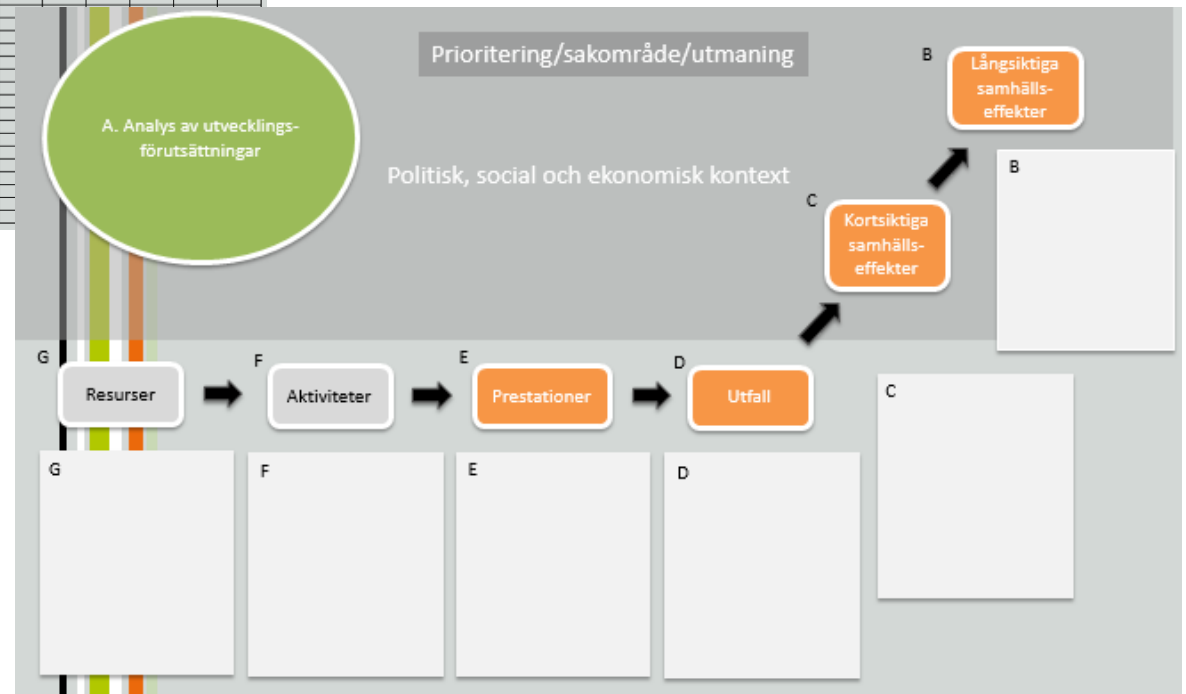 Prioritering/sakområde/utmaning
B
Långsiktiga
samhälls-
effekter
A. Analys av utvecklings-
förutsättningar
Politisk, social och ekonomisk kontext
B
C
Kortsiktiga
samhälls-
effekter
G
Resurser
F
Aktiviteter
E
Prestationer
D
Utfall
C
G
F
E
D